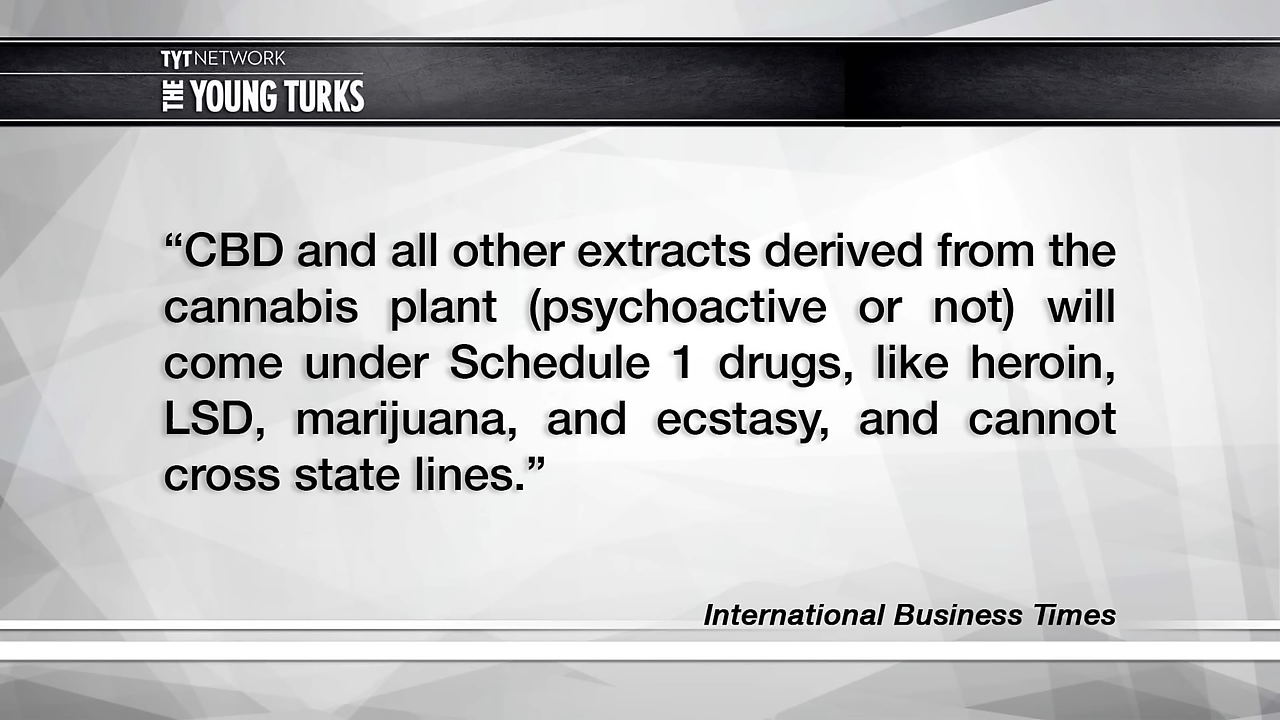 TYT NETWORK
THE YOUNG TURKS
“CBD and all other extracts derived from the
cannabis plant (psychoactive or not) will
come under Schedule 1 drugs, like heroin,
LSD, marijuana, and ecstasy, and cannot
cross state lines.”
International Business Times